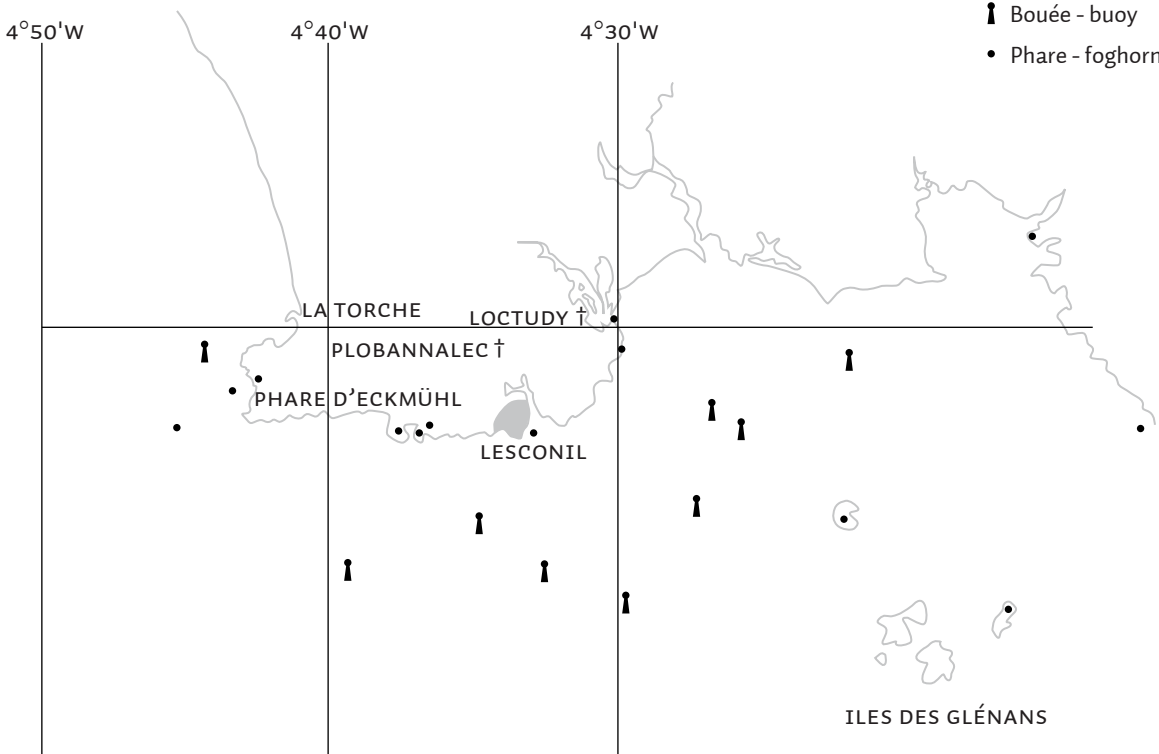 Bouée - buoy
4°50'W 4°40'W 4°30'W
Phare - foghorn
LA TORCHE
LOCTUDY †
PLOBANNALEC †
PHARE D'ECKMÜHL
LESCONIL
ILES DES GLÉNANS